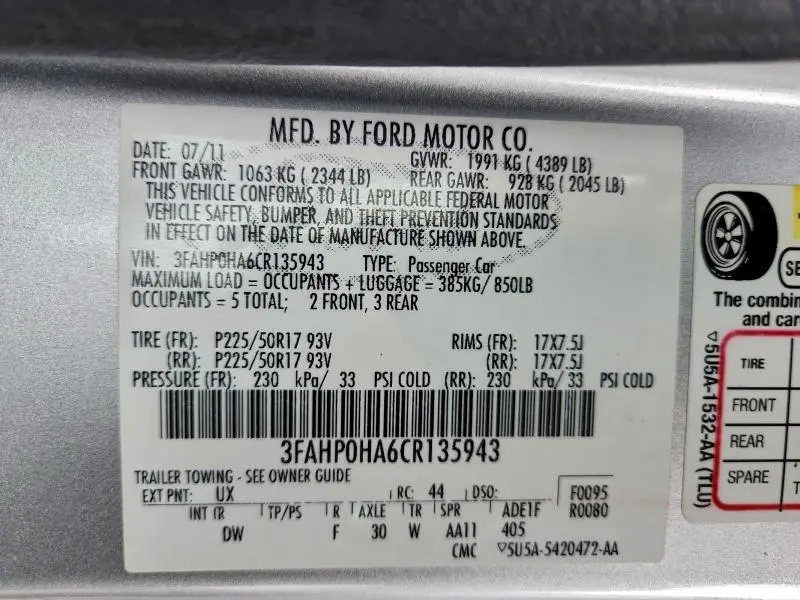 MFD. BY FORD MOTOR CO.
DATE: 07/11 GVWR: 1991 KG ( 4389 LB)
FRONT GAWR: 1063 KG ( 2344 LB) REAR GAWR: 928 KG ( 2045 LB)
THIS VEHICLE CONFORMS TO ALL APPLICABLE FEDERAL MOTOR
VEHICLE SAFETY, BUMPER, AND THEFT PREVENTION STANDARDS
IN EFFECT ON THE DATE OF MANUFACTURE SHOWN ABOVE.
VIN: 3FAHP0HA6CR135943 TYPE: Passenger Car
MAXIMUM LOAD = OCCUPANTS + LUGGAGE = 385KG/ 850LB
OCCUPANTS = 5 TOTAL; 2 FRONT, 3 REAR
TIRE (FR): P225/50R17 93V RIMS (FR): 17X7.5J
(RR): P225/50R17 93V (RR): 17X7.5J
PRESSURE (FR): 230 kPa/ 33 PSI COLD (RR): 230 kPa/ 33 PSI COLD
3FAHP0HA6CR135943
TRAILER TOWING - SEE OWNER GUIDE
EXT PNT: UX RC: 44 DSO: F0095
INT TR TP/PS R AXLE TR SPR ADE1F R0080
DW F 30 W AA11 405
CMC ▽5U5A-5420472-AA
The combin
and car
TIRE
FRONT
REAR
SPARE
▽5U5A-1532-AA (TLU)